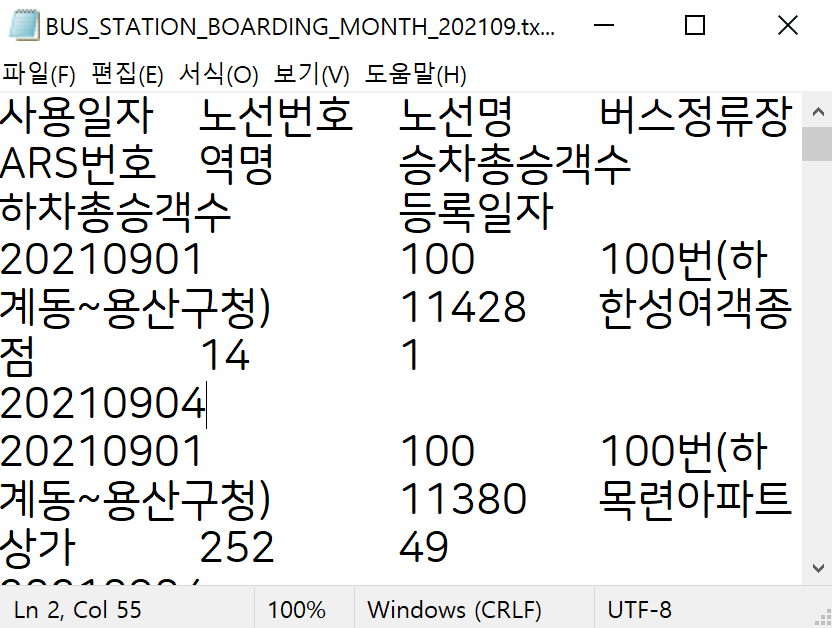 BUS_STATION_BOARDING_MONTH_202109.tx...
파일(F) 편집(E) 서식(O) 보기(V) 도움말(H)
사용일자 노선번호 노선명 버스정류장
ARS번호 역명 승차총승객수
하차총승객수 등록일자
20210901 100 100번(하
계동~용산구청) 11428 한성여객종
점 14 1
20210904
20210901 100 100번(하
계동~용산구청) 11380 목련아파트
상가 252 49
20210904
Ln 2, Col 55 100% Windows (CRLF) UTF-8